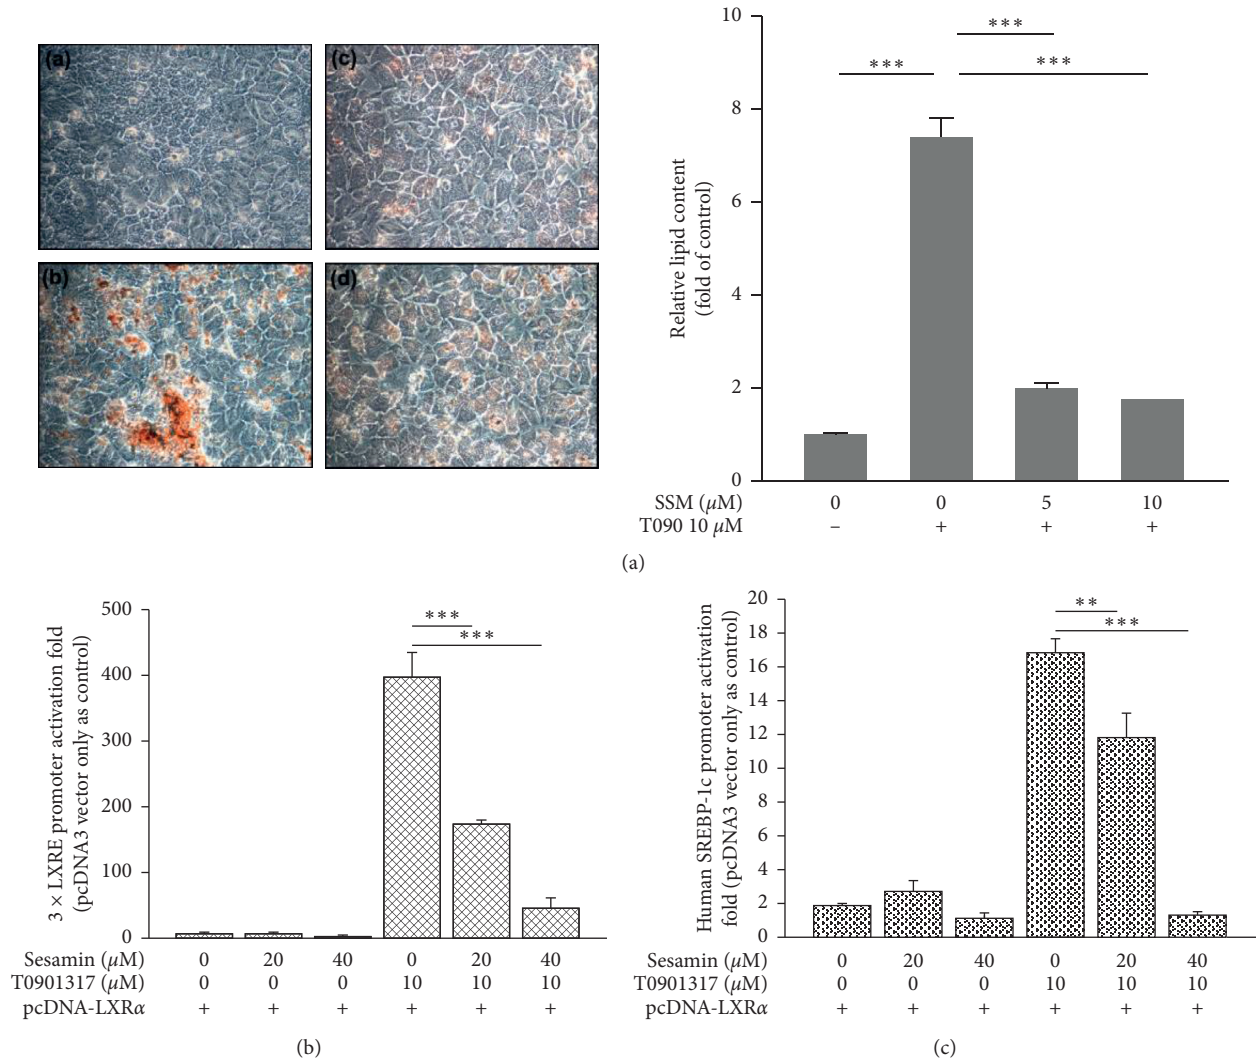 (a)
(c)
(b)
(d)
10
8
6
4
2
0
Relative lipid content
(fold of control)
***
***
***
SSM (μM) 0 0 5 10
T090 10 μM – + + +
(a)
500
400
300
200
100
0
3 × LXRE promoter activation fold
(pcDNA3 vector only as control)
***
***
Sesamin (μM) 0 20 40 0 20 40
T0901317 (μM) 0 0 0 10 10 10
pcDNA-LXRα + + + + + +
(b)
20
18
16
14
12
10
8
6
4
2
0
Human SREBP-1c promoter activation
fold (pcDNA3 vector only as control)
**
***
Sesamin (μM) 0 20 40 0 20 40
T0901317 (μM) 0 0 0 10 10 10
pcDNA-LXRα + + + + + +
(c)